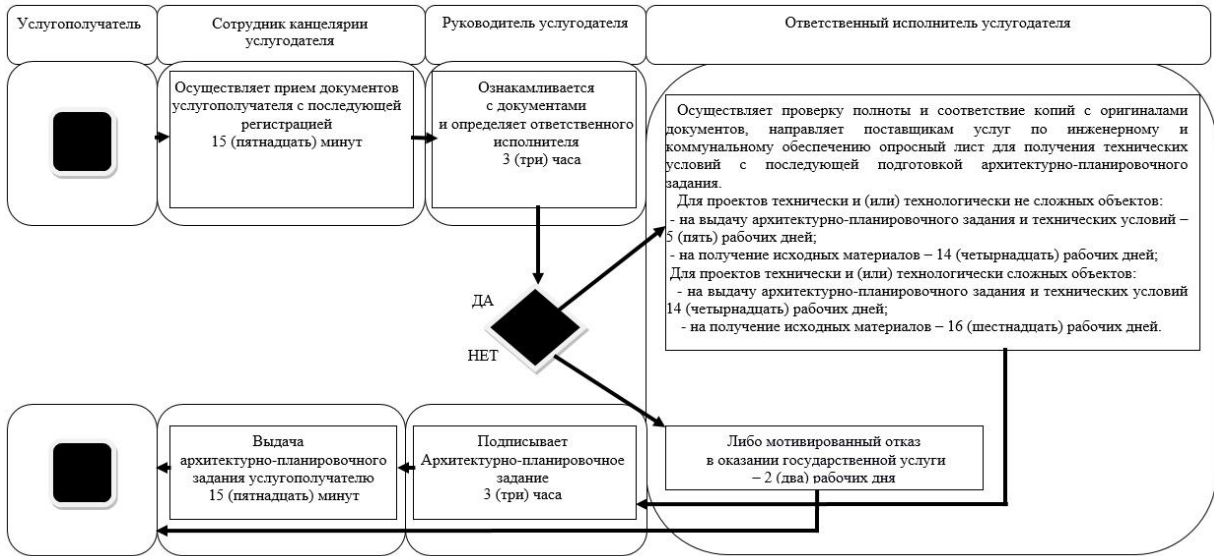 Услугополучатель
Сотрудник канцелярии
услугодателя
Руководитель услугодателя
Ответственный исполнитель услугодателя
Осуществляет прием документов
услугополучателя с последующей
регистрацией
15 (пятнадцать) минут
Ознакамливается
с документами
и определяет ответственного
исполнителя
3 (три) часа
Осуществляет проверку полноты и соответствие копий с оригиналами
документов, направляет поставщикам услуг по инженерному и
коммунальному обеспечению опросный лист для получения технических
условий с последующей подготовкой архитектурно-планировочного
задания.
Для проектов технически и (или) технологически не сложных объектов:
- на выдачу архитектурно-планировочного задания и технических условий –
5 (пять) рабочих дней;
- на получение исходных материалов – 14 (четырнадцать) рабочих дней;
Для проектов технически и (или) технологически сложных объектов:
- на выдачу архитектурно-планировочного задания и технических условий
14 (четырнадцать) рабочих дней;
- на получение исходных материалов – 16 (шестнадцать) рабочих дней.
ДА
НЕТ
Выдача
архитектурно-планировочного
задания услугополучателю
15 (пятнадцать) минут
Подписывает
Архитектурно-планировочное
задание
3 (три) часа
Либо мотивированный отказ
в оказании государственной услуги
– 2 (два) рабочих дня